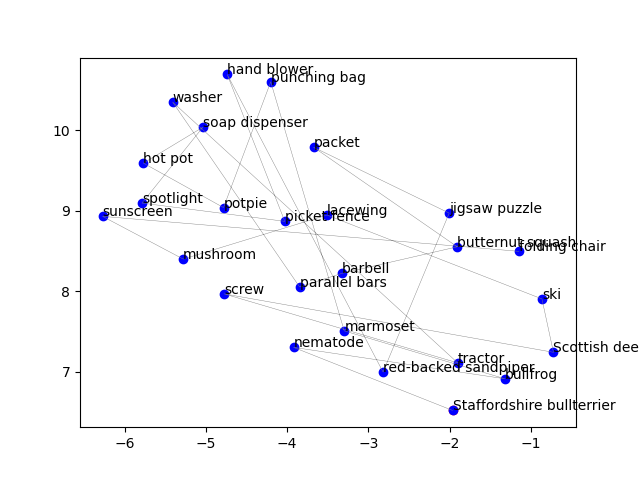 hand blower
punching bag
washer
soap dispenser
packet
hot pot
spotlight
potpie
sunscreen
picket fence
lacewing
jigsaw puzzle
butternut squash
folding chair
mushroom
barbell
parallel bars
screw
ski
marmoset
nematode
tractor
red-backed sandpiper
bullfrog
Scottish dee
Staffordshire bullterrier
10
9
8
7
−6
−5
−4
−3
−2
−1